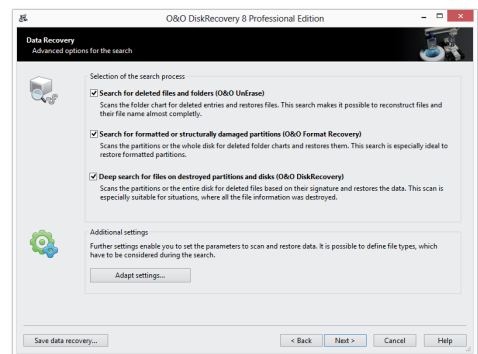 O&O DiskRecovery 8 Professional Edition
Data Recovery
Advanced options for the search
Selection of the search process
Search for deleted files and folders (O&O UnErase)
Scans the folder chart for deleted entries and restores files. This search makes it possible to reconstruct files and
their file name almost completly.
Search for formatted or structurally damaged partitions (O&O Format Recovery)
Scans the partitions or the whole disk for deleted folder charts and restores them. This search is especially ideal to
restore formatted partitions.
Deep search for files on destroyed partitions and disks (O&O DiskRecovery)
Scans the partitions or the entire disk for deleted files based on their signature and restores the data. This scan is
especially suitable for situations, where all the file information was destroyed.
Additional settings
Further settings enable you to set the parameters to scan and restore data. It is possible to define file types, which
have to be considered during the search.
Adapt settings...
Save data recovery...
< Back
Next >
Cancel
Help